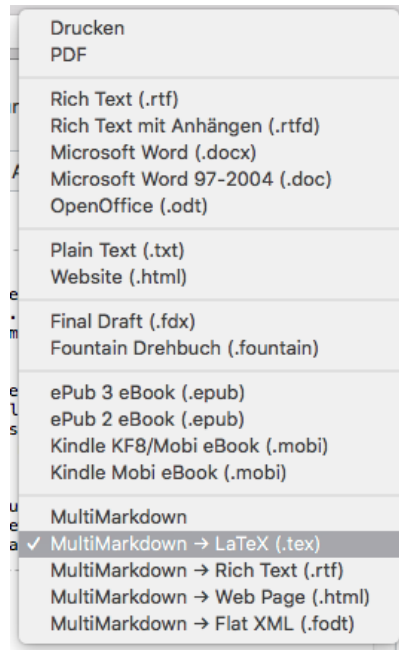 Drucken
PDF
Rich Text (.rtf)
Rich Text mit Anhängen (.rtfd)
Microsoft Word (.docx)
Microsoft Word 97-2004 (.doc)
OpenOffice (.odt)
Plain Text (.txt)
Website (.html)
Final Draft (.fdx)
Fountain Drehbuch (.fountain)
ePub 3 eBook (.epub)
ePub 2 eBook (.epub)
Kindle KF8/Mobi eBook (.mobi)
Kindle Mobi eBook (.mobi)
MultiMarkdown
✓ MultiMarkdown → LaTeX (.tex)
MultiMarkdown → Rich Text (.rtf)
MultiMarkdown → Web Page (.html)
MultiMarkdown → Flat XML (.fodt)